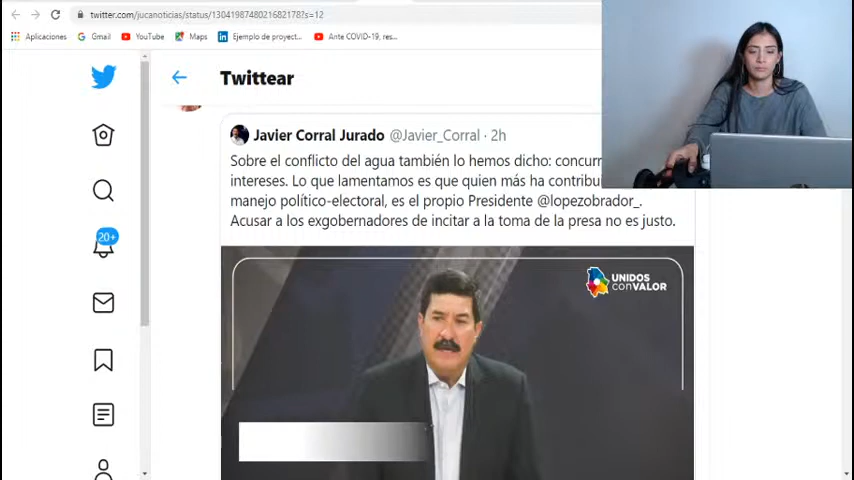 twitter.com/jucanoticias/status/1304198748021682178?s=12
Aplicaciones Gmail YouTube Maps Ejemplo de proyect... Ante COVID-19, res...
Twittear
Javier Corral Jurado @Javier_Corral · 2h
Sobre el conflicto del agua también lo hemos dicho: concurr
intereses. Lo que lamentamos es que quien más ha contribu
manejo político-electoral, es el propio Presidente @lopezobrador_.
Acusar a los exgobernadores de incitar a la toma de la presa no es justo.
20+
UNIDOS
conVALOR